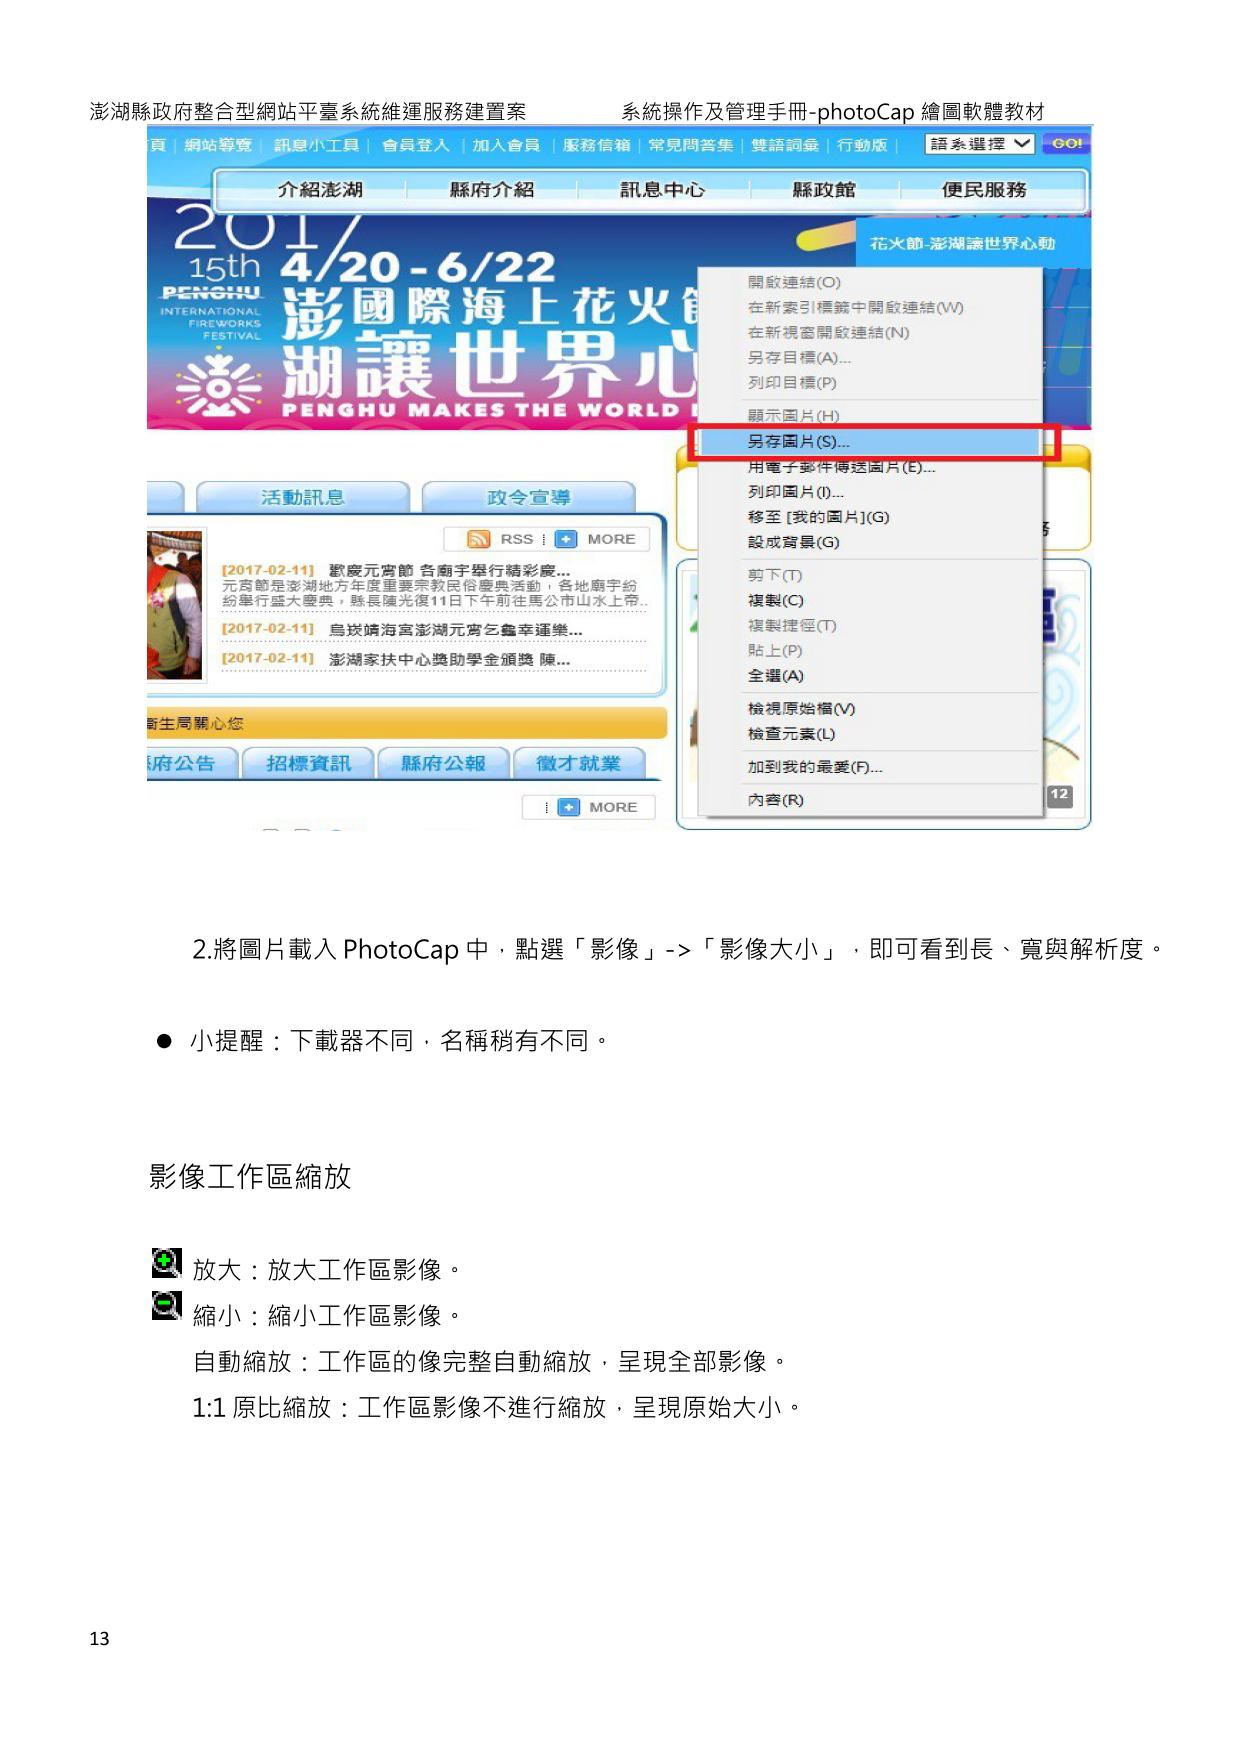 澎湖縣政府整合型網站平臺系統維運服務建置案 系統操作及管理手冊-photoCap 繪圖軟體教材
頁 | 網站導覽 | 訊息小工具 | 會員登入 | 加入會員 | 服務信箱 | 常見問答集 | 雙語詞彙 | 行動版 | 語系選擇 GO!
介紹澎湖 縣府介紹 訊息中心 縣政館 便民服務
2017
15th 4/20 - 6/22
PENGHU
INTERNATIONAL
FIREWORKS
FESTIVAL
澎國際海上花火節
湖讓世界心
PENGHU MAKES THE WORLD
花火節-澎湖讓世界心動
開啟連結(O)
在新索引標籤中開啟連結(W)
在新視窗開啟連結(N)
另存目標(A)...
列印目標(P)
顯示圖片(H)
另存圖片(S)...
用電子郵件傳送圖片(E)...
列印圖片(I)...
移至 [我的圖片](G)
設成背景(G)
剪下(T)
複製(C)
複製捷徑(T)
貼上(P)
全選(A)
檢視原始檔(V)
檢查元素(L)
加到我的最愛(F)...
內容(R)
活動訊息 政令宣導
RSS MORE
[2017-02-11] 歡慶元宵節 各廟宇舉行精彩慶...
元宵節是澎湖地方年度重要宗教民俗慶典活動，各地廟宇紛
紛舉行盛大慶典，縣長陳光復11日下午前往馬公市山水上帝..
[2017-02-11] 烏崁靖海宮澎湖元宵乞龜幸運樂...
[2017-02-11] 澎湖家扶中心獎助學金頒獎 陳...
衛生局關心您
縣府公告 招標資訊 縣府公報 徵才就業
MORE
12
2.將圖片載入 PhotoCap 中，點選「影像」->「影像大小」，即可看到長、寬與解析度。
● 小提醒：下載器不同，名稱稍有不同。
影像工作區縮放
放大：放大工作區影像。
縮小：縮小工作區影像。
自動縮放：工作區的像完整自動縮放，呈現全部影像。
1:1 原比縮放：工作區影像不進行縮放，呈現原始大小。
13